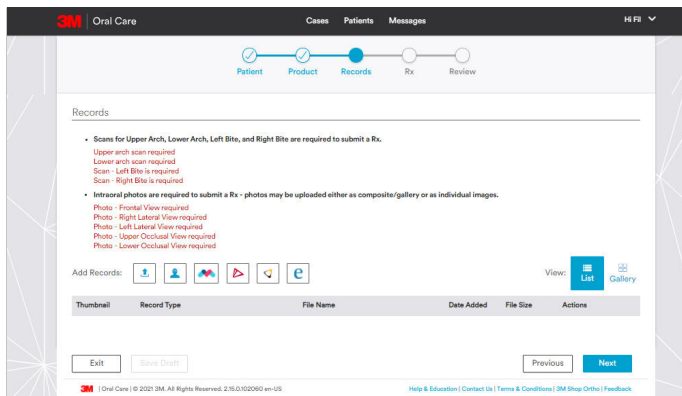 3M | Oral Care
Cases Patients Messages
Hi Fil
Patient Product Records Rx Review
Records
• Scans for Upper Arch, Lower Arch, Left Bite, and Right Bite are required to submit a Rx.
Upper arch scan required
Lower arch scan required
Scan - Left Bite is required
Scan - Right Bite is required
• Intraoral photos are required to submit a Rx - photos may be uploaded either as composite/gallery or as individual images.
Photo - Frontal View required
Photo - Right Lateral View required
Photo - Left Lateral View required
Photo - Upper Occlusal View required
Photo - Lower Occlusal View required
Add Records: e View: List Gallery
Thumbnail Record Type File Name Date Added File Size Actions
Exit Save Draft Previous Next
3M | Oral Care | © 2021 3M. All Rights Reserved. 2.15.0.102060 en-US
Help & Education | Contact Us | Terms & Conditions | 3M Shop Ortho | Feedback